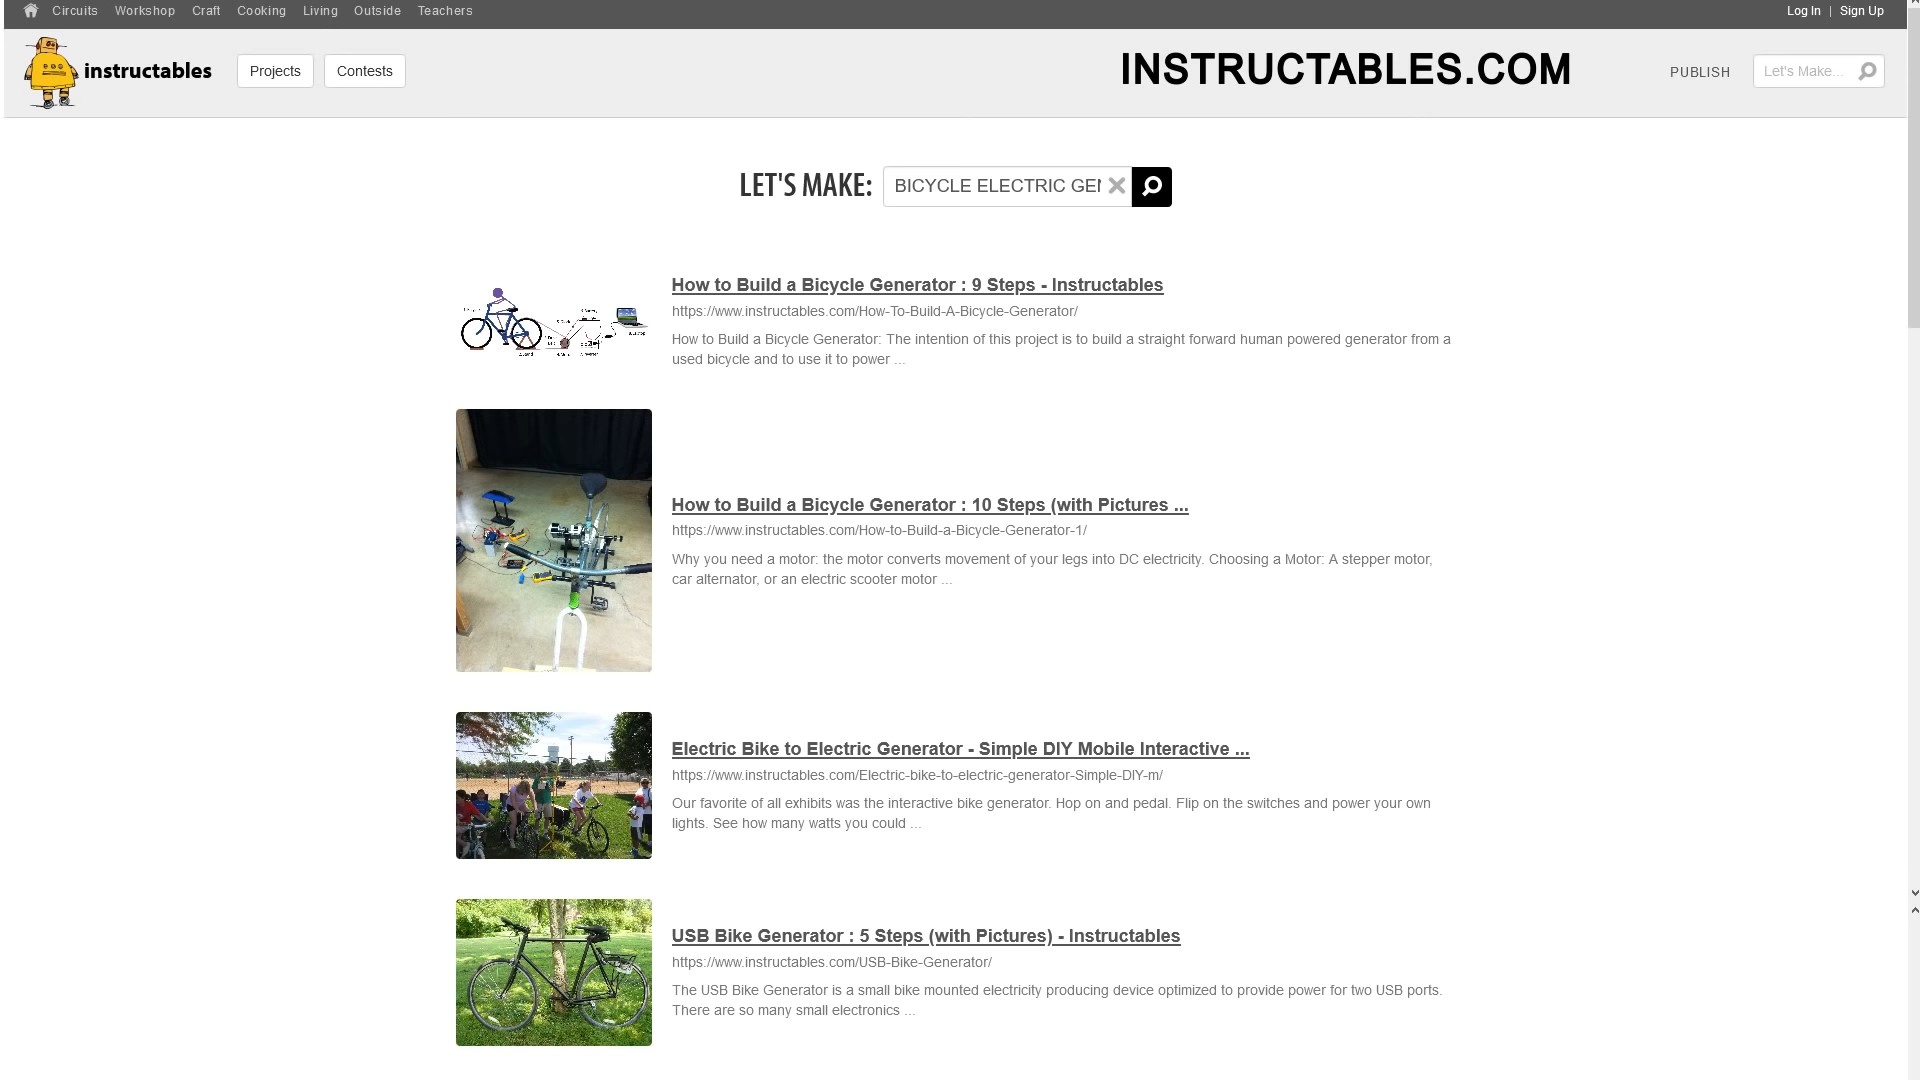 Circuits Workshop Craft Cooking Living Outside Teachers Log In | Sign Up
instructables Projects Contests INSTRUCTABLES.COM PUBLISH Let's Make...
LET'S MAKE: BICYCLE ELECTRIC GEN
How to Build a Bicycle Generator : 9 Steps - Instructables
https://www.instructables.com/How-To-Build-A-Bicycle-Generator/
How to Build a Bicycle Generator: The intention of this project is to build a straight forward human powered generator from a
used bicycle and to use it to power ...
How to Build a Bicycle Generator : 10 Steps (with Pictures ...
https://www.instructables.com/How-to-Build-a-Bicycle-Generator-1/
Why you need a motor: the motor converts movement of your legs into DC electricity. Choosing a Motor: A stepper motor,
car alternator, or an electric scooter motor ...
Electric Bike to Electric Generator - Simple DIY Mobile Interactive ...
https://www.instructables.com/Electric-bike-to-electric-generator-Simple-DIY-m/
Our favorite of all exhibits was the interactive bike generator. Hop on and pedal. Flip on the switches and power your own
lights. See how many watts you could ...
USB Bike Generator : 5 Steps (with Pictures) - Instructables
https://www.instructables.com/USB-Bike-Generator/
The USB Bike Generator is a small bike mounted electricity producing device optimized to provide power for two USB ports.
There are so many small electronics ...